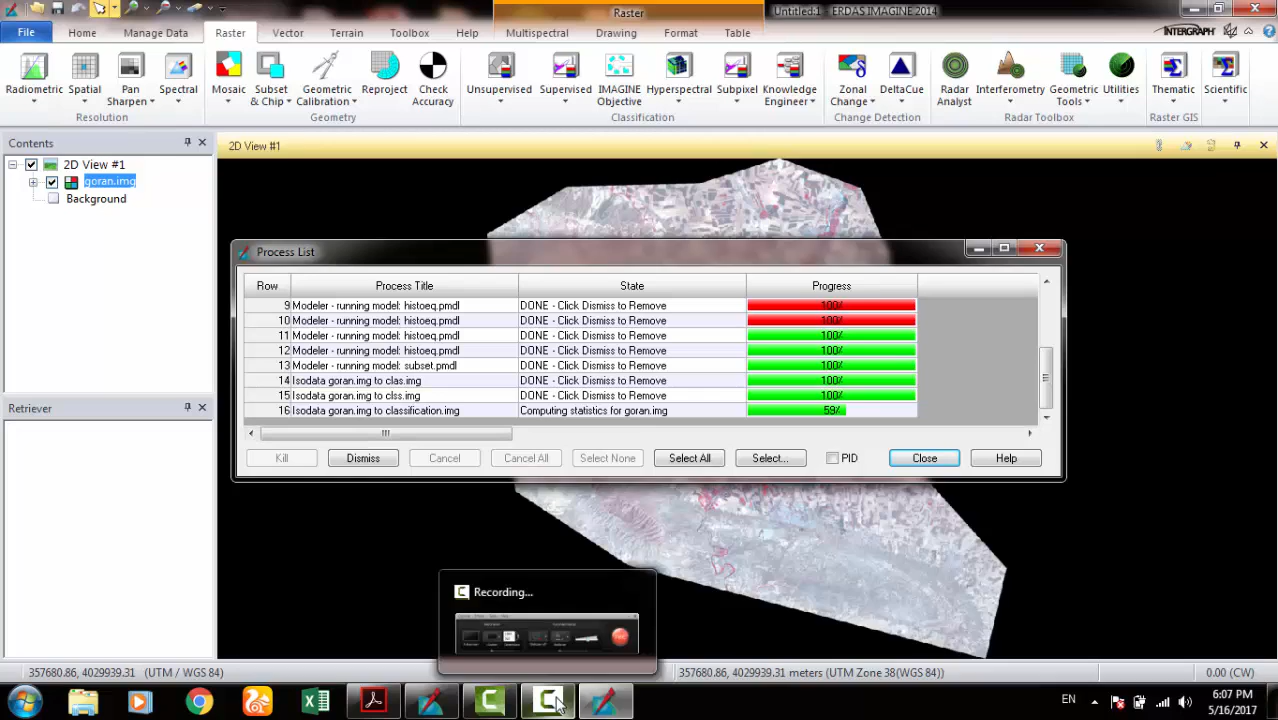 Raster
Untitled:1 - ERDAS IMAGINE 2014
File
Home
Manage Data
Raster
Vector
Terrain
Toolbox
Help
Multispectral
Drawing
Format
Table
INTERGRAPH
Radiometric
Spatial
Pan
Sharpen
Spectral
Mosaic
Subset
& Chip
Geometric
Calibration
Reproject
Check
Accuracy
Unsupervised
Supervised
IMAGINE
Objective
Hyperspectral
Subpixel
Knowledge
Engineer
Zonal
Change
DeltaCue
Radar
Analyst
Interferometry
Geometric
Tools
Utilities
Thematic
Scientific
Resolution
Geometry
Classification
Change Detection
Radar Toolbox
Raster GIS
Contents
2D View #1
goran.img
Background
2D View #1
Retriever
Process List
Row Process Title State Progress
9 Modeler - running model: histoeq.pmdl DONE - Click Dismiss to Remove 100%
10 Modeler - running model: histoeq.pmdl DONE - Click Dismiss to Remove 100%
11 Modeler - running model: histoeq.pmdl DONE - Click Dismiss to Remove 100%
12 Modeler - running model: histoeq.pmdl DONE - Click Dismiss to Remove 100%
13 Modeler - running model: subset.pmdl DONE - Click Dismiss to Remove 100%
14 Isodata goran.img to clas.img DONE - Click Dismiss to Remove 100%
15 Isodata goran.img to clss.img DONE - Click Dismiss to Remove 100%
16 Isodata goran.img to classification.img Computing statistics for goran.img 59%
Kill Dismiss Cancel Cancel All Select None Select All Select... PID Close Help
Recording...
357680.86, 4029939.31 (UTM / WGS 84)
357680.86, 4029939.31 meters (UTM Zone 38(WGS 84))
0.00 (CW)
EN
6:07 PM
5/16/2017